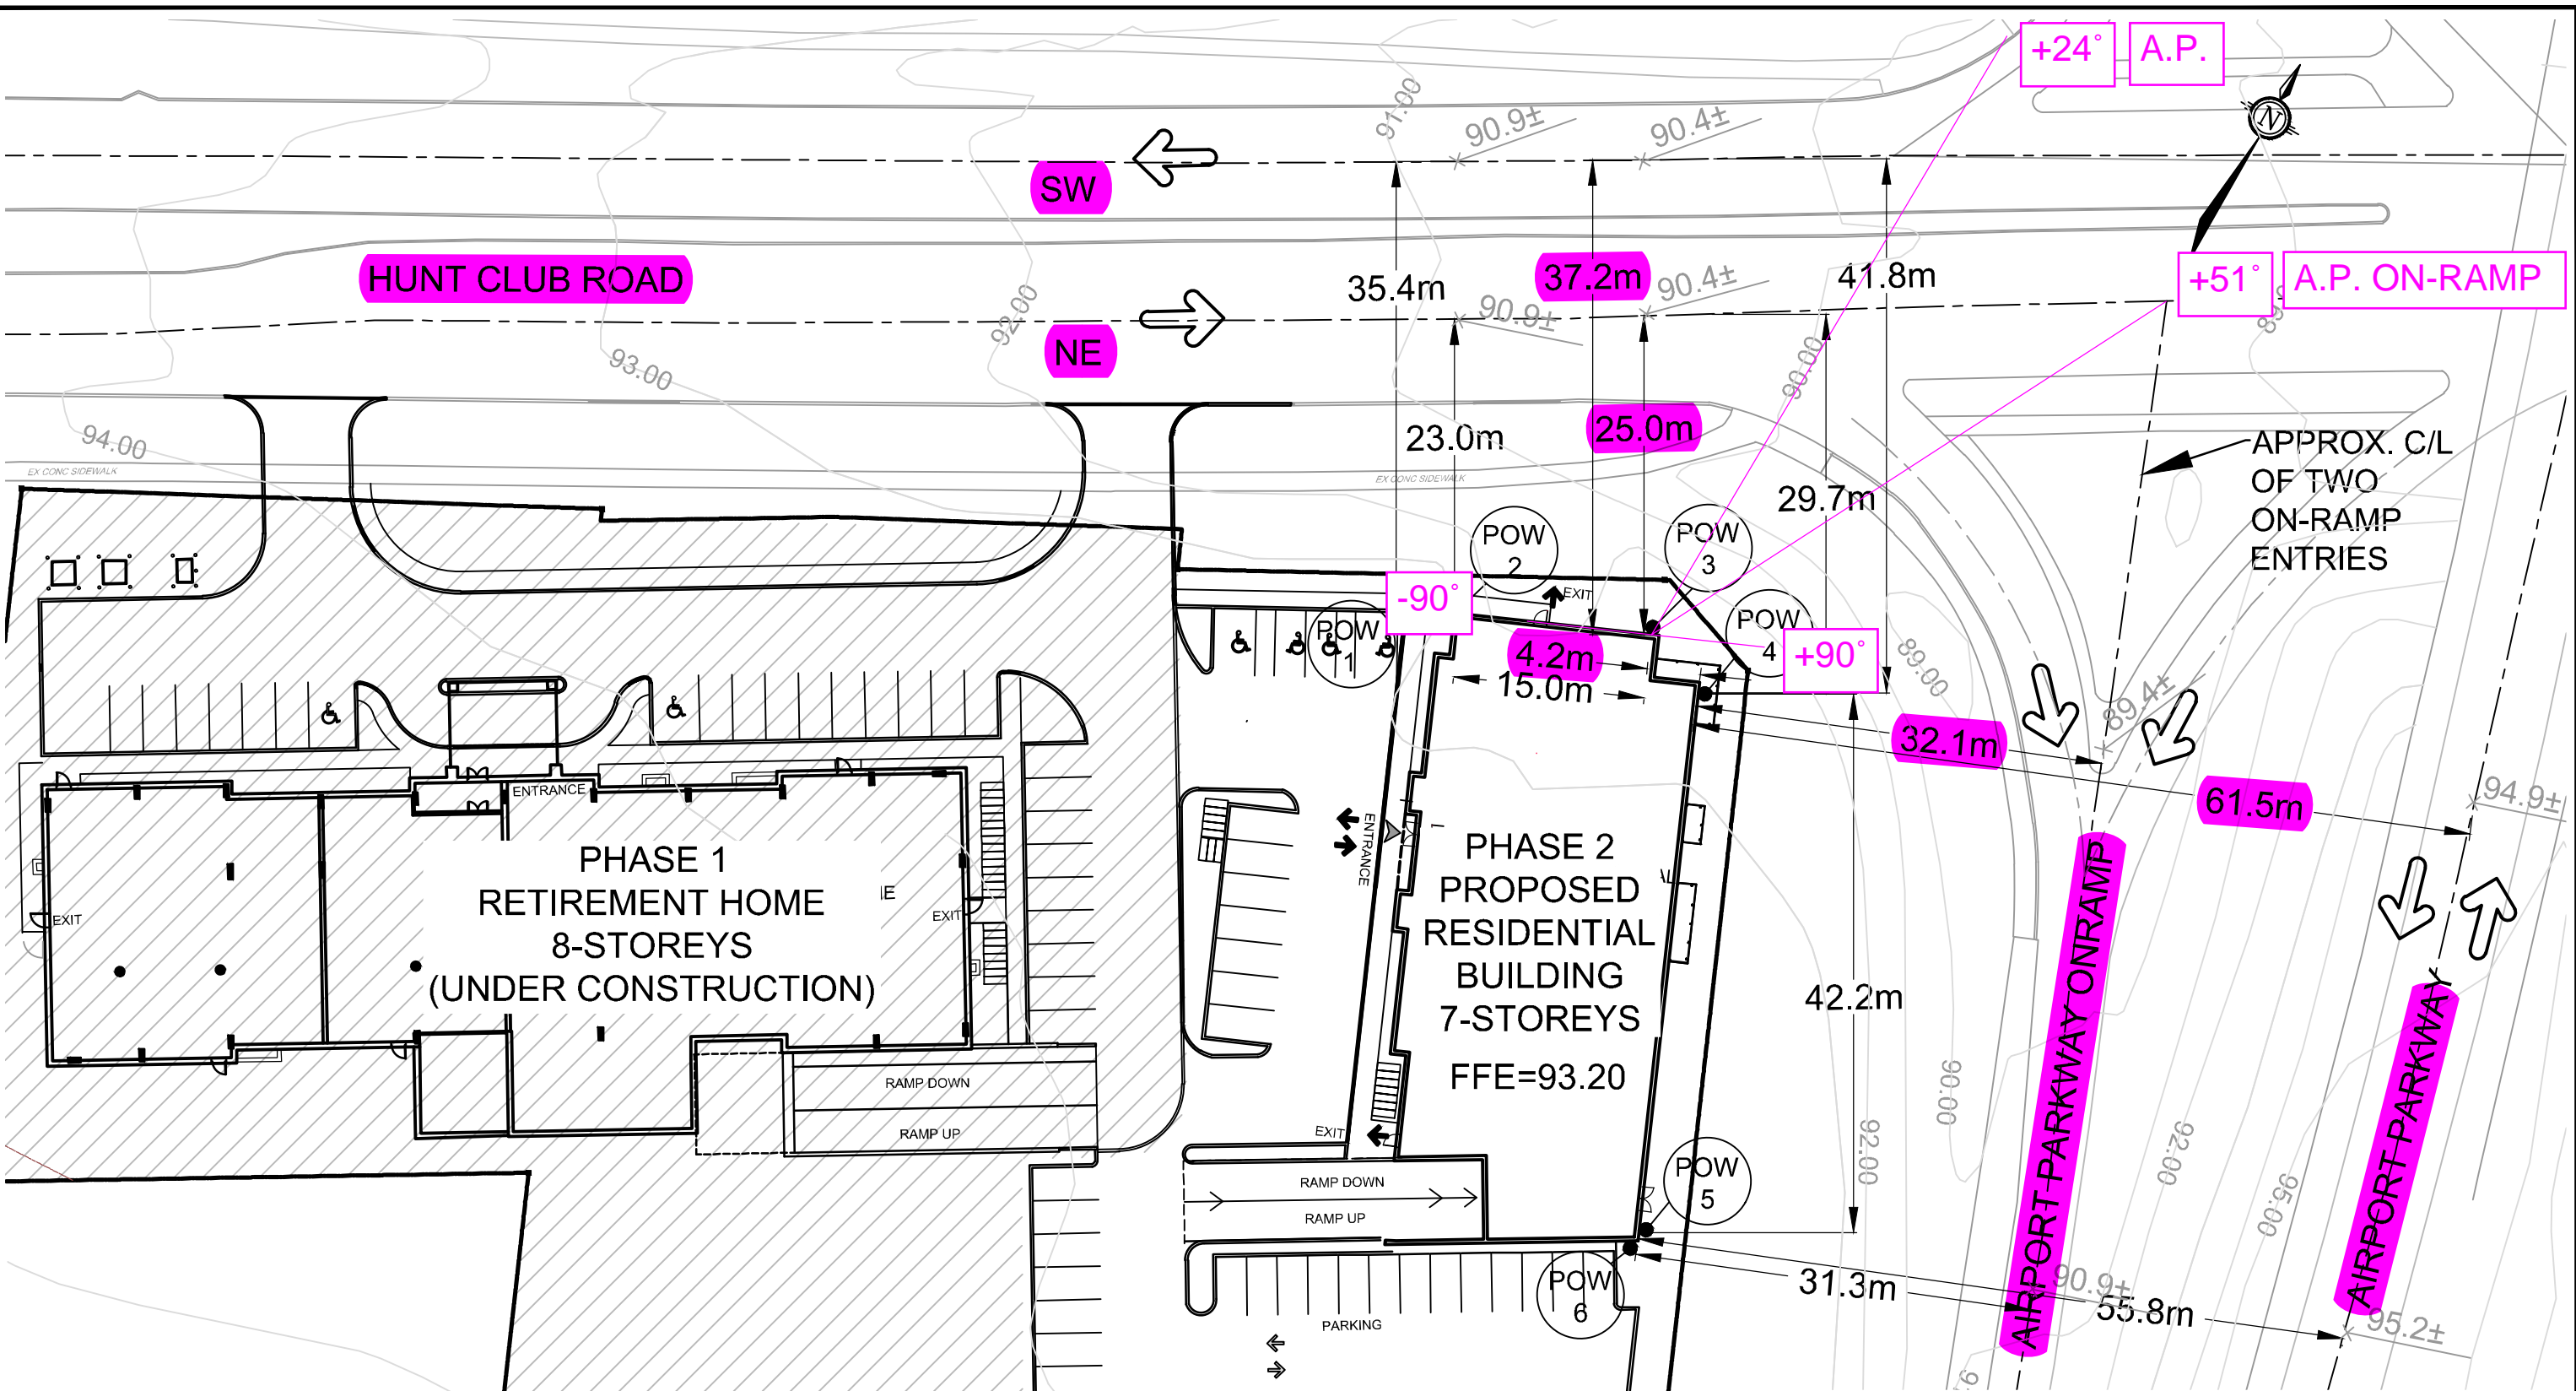 +24° A.P.
91.00
90.9±
90.4±
N
SW
HUNT CLUB ROAD
35.4m
37.2m
90.4±
41.8m
+51° A.P. ON-RAMP
92.00
90.9±
NE
93.00
90.00
94.00
23.0m
25.0m
APPROX. C/L
OF TWO
ON-RAMP
ENTRIES
EX CONC SIDEWALK
EX CONC SIDEWALK
29.7m
POW
2
POW
3
-90°
EXIT
POW
1
POW
4
+90°
4.2m
15.0m
89.00
89.4±
32.1m
61.5m
94.9±
ENTRANCE
ENTRANCE
PHASE 1
RETIREMENT HOME
8-STOREYS
(UNDER CONSTRUCTION)
EXIT
EXIT
PHASE 2
PROPOSED
RESIDENTIAL
BUILDING
7-STOREYS
FFE=93.20
42.2m
AIRPORT PARKWAY ONRAMP
AIRPORT PARKWAY
RAMP DOWN
RAMP UP
EXIT
90.00
92.00
92.00
95.00
POW
5
RAMP DOWN
RAMP UP
POW
6
31.3m
90.9±
55.8m
95.2±
PARKING